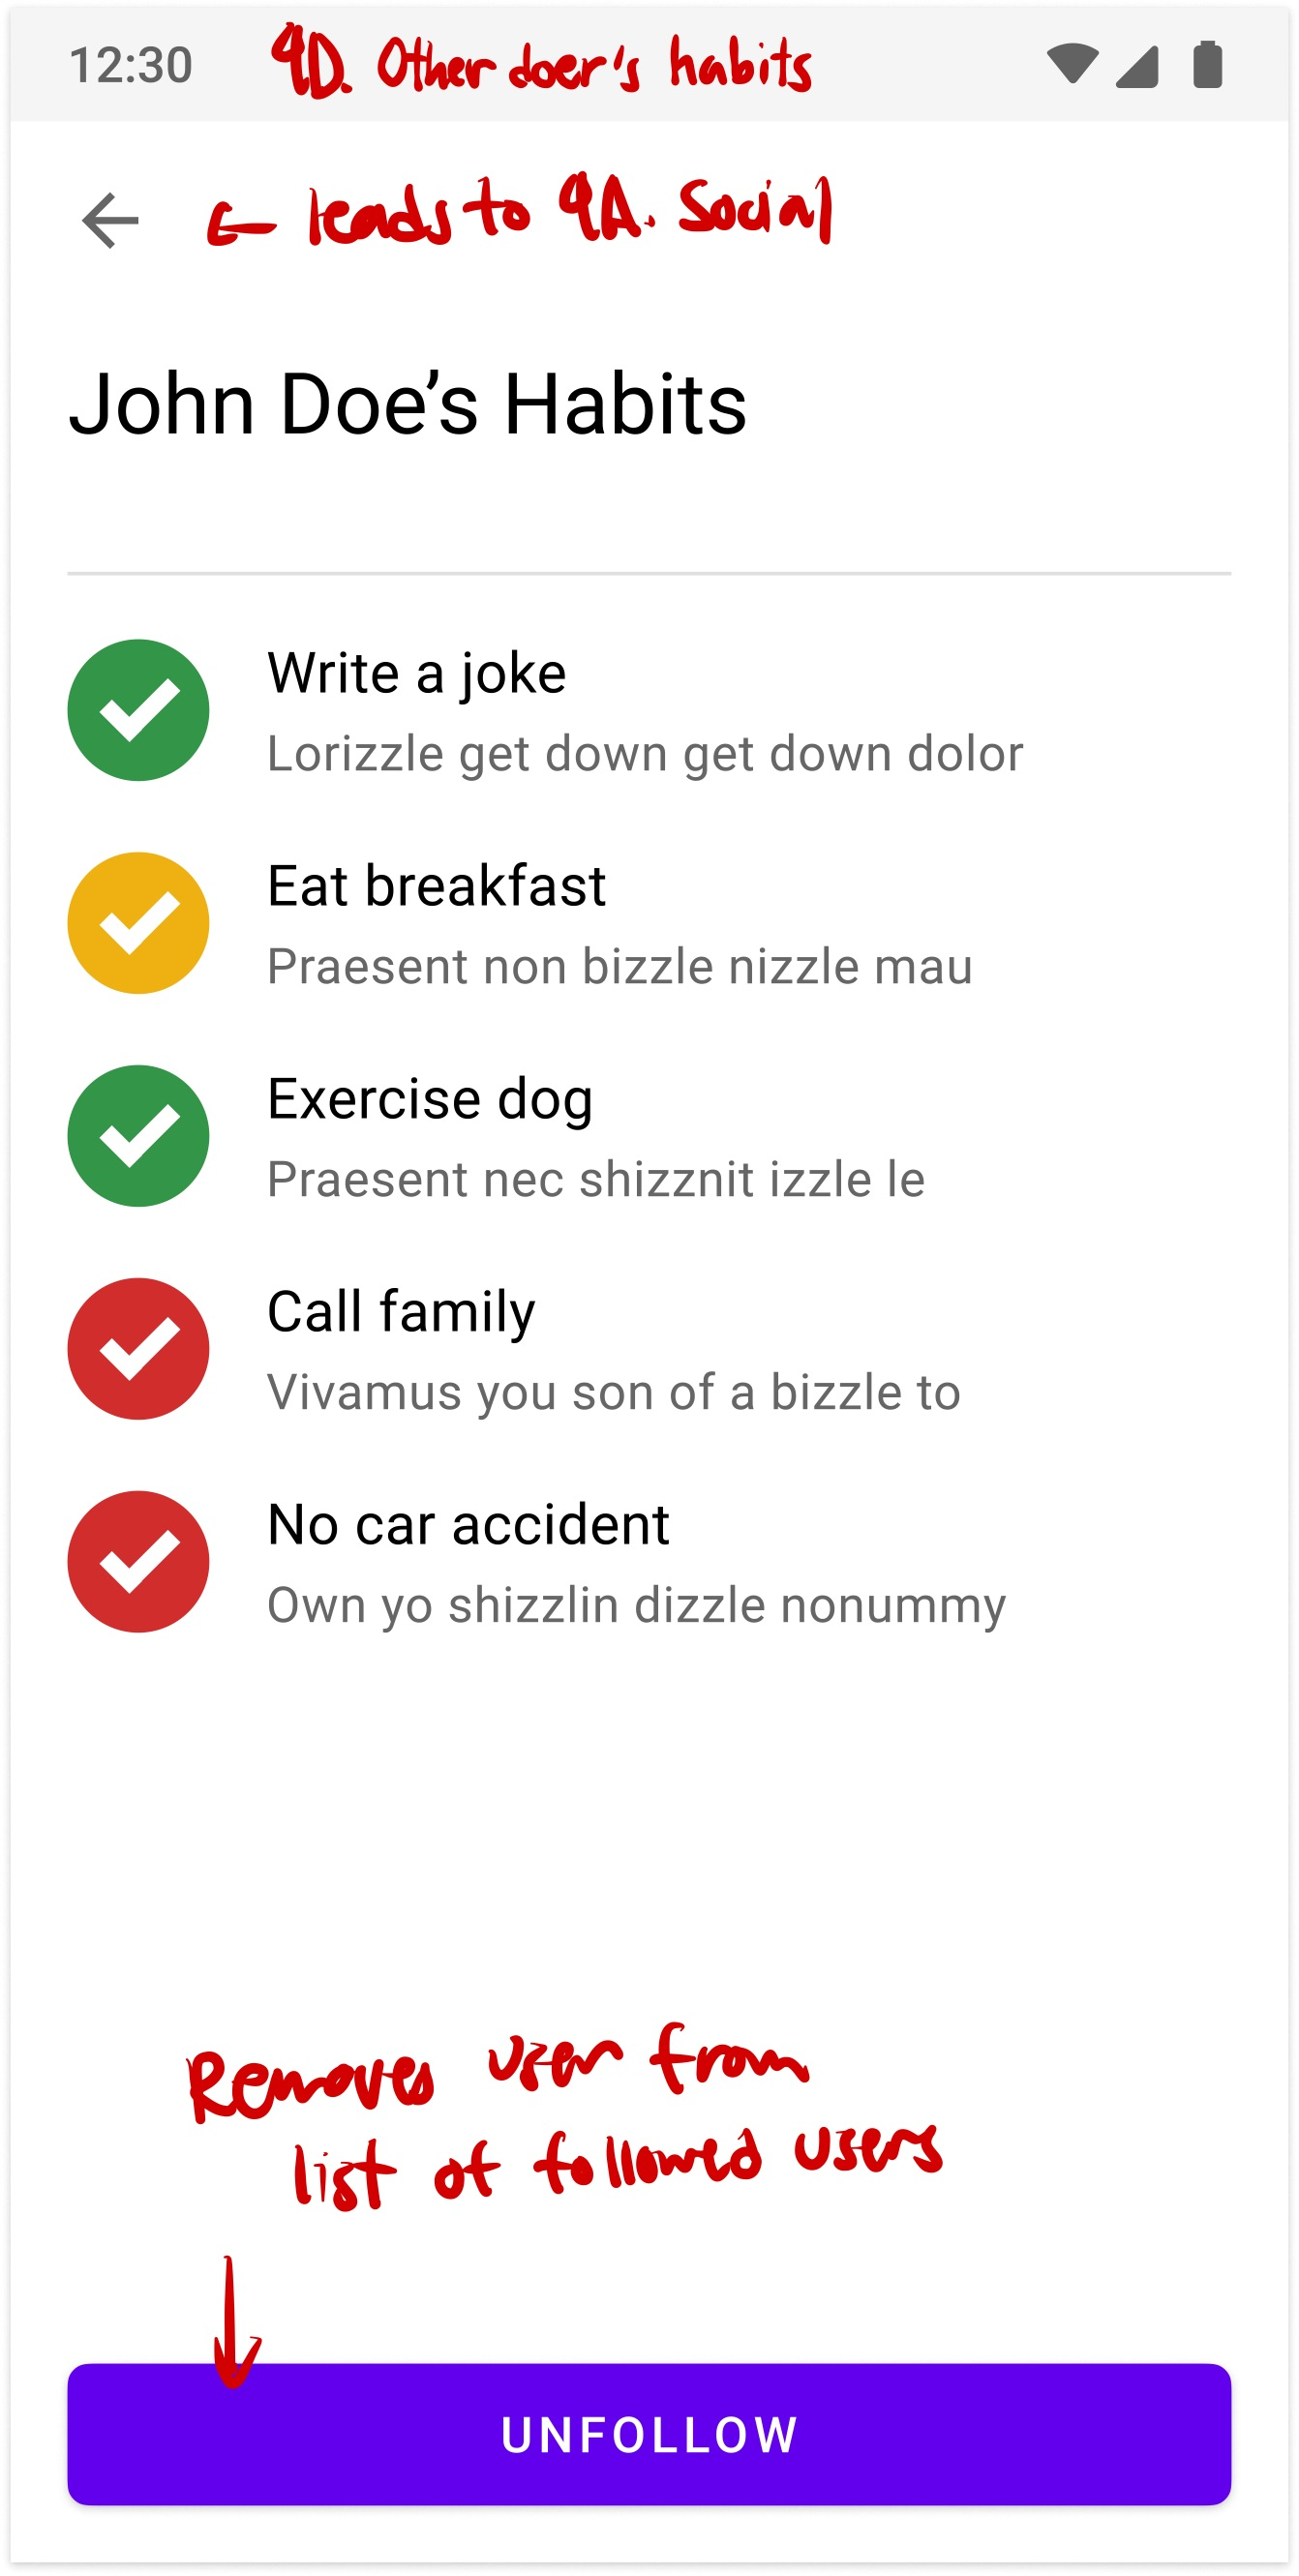 12:30 9D. Other doer's habits
← leads to 9A. Social
John Doe’s Habits
Write a joke
Lorizzle get down get down dolor
Eat breakfast
Praesent non bizzle nizzle mau
Exercise dog
Praesent nec shizznit izzle le
Call family
Vivamus you son of a bizzle to
No car accident
Own yo shizzlin dizzle nonummy
Removes user from
list of followed users
UNFOLLOW